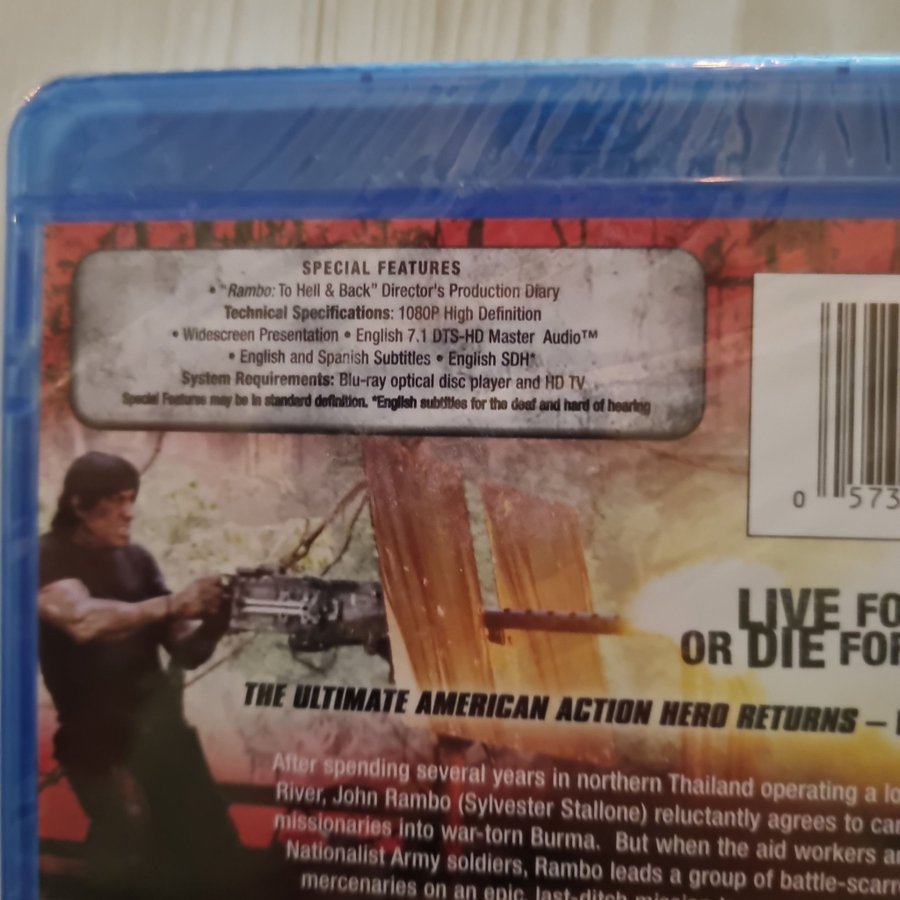 SPECIAL FEATURES
• "Rambo: To Hell & Back" Director's Production Diary
Technical Specifications: 1080P High Definition
• Widescreen Presentation • English 7.1 DTS-HD Master Audio™
• English and Spanish Subtitles • English SDH*
System Requirements: Blu-ray optical disc player and HD TV
Special Features may be in standard definition. *English subtitles for the deaf and hard of hearing
0 573
LIVE FO
OR DIE FOR
THE ULTIMATE AMERICAN ACTION HERO RETURNS –
After spending several years in northern Thailand operating a lo
River, John Rambo (Sylvester Stallone) reluctantly agrees to car
missionaries into war-torn Burma. But when the aid workers a
Nationalist Army soldiers, Rambo leads a group of battle-scarre
mercenaries on an epic, last-ditch